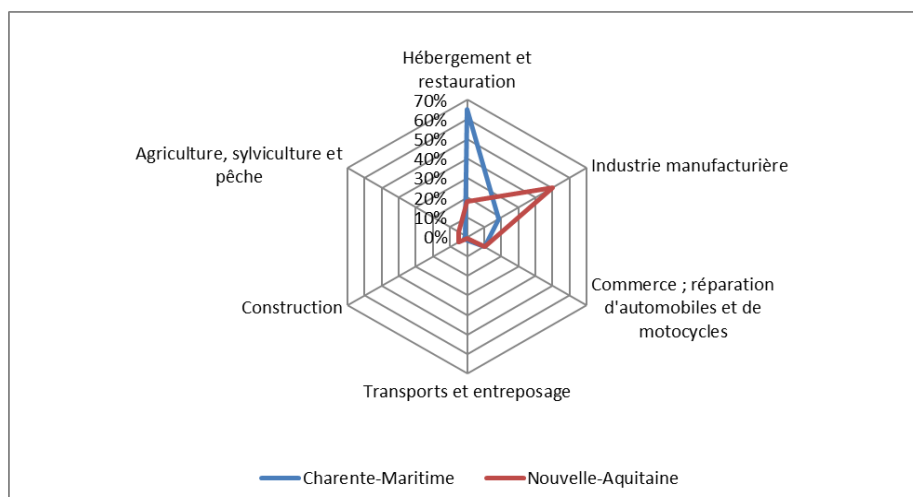 Hébergement et
restauration
70%
60%
50%
40%
30%
20%
10%
0%
Industrie manufacturière
Commerce ; réparation
d'automobiles et de
motocycles
Transports et entreposage
Construction
Agriculture, sylviculture et
pêche
Charente-Maritime
Nouvelle-Aquitaine